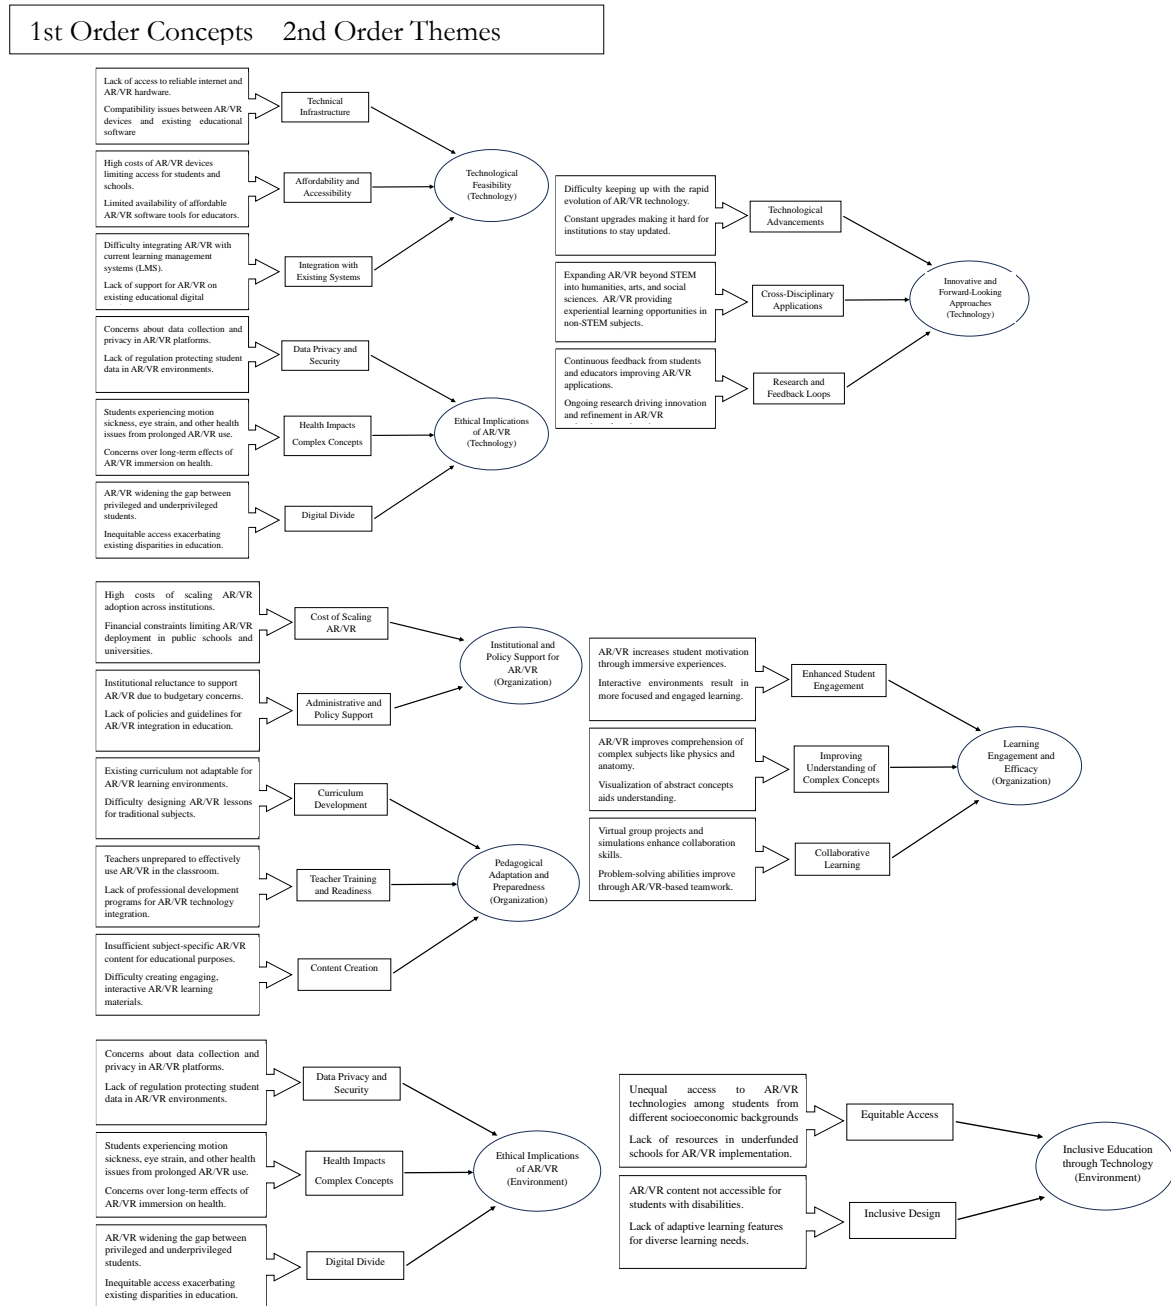 1st Order Concepts 2nd Order Themes
Lack of access to reliable internet and
AR/VR hardware.
Compatibility issues between AR/VR
devices and existing educational
software
Technical
Infrastructure
High costs of AR/VR devices
limiting access for students and
schools.
Limited availability of affordable
AR/VR software tools for educators.
Affordability and
Accessibility
Difficulty integrating AR/VR with
current learning management
systems (LMS).
Lack of support for AR/VR on
existing educational digital
Integration with
Existing Systems
Technological
Feasibility
(Technology)
Concerns about data collection and
privacy in AR/VR platforms.
Lack of regulation protecting student
data in AR/VR environments.
Data Privacy and
Security
Students experiencing motion
sickness, eye strain, and other health
issues from prolonged AR/VR use.
Concerns over long-term effects of
AR/VR immersion on health.
Health Impacts
Complex Concepts
AR/VR widening the gap between
privileged and underprivileged
students.
Inequitable access exacerbating
existing disparities in education.
Digital Divide
Ethical Implications
of AR/VR
(Technology)
Difficulty keeping up with the rapid
evolution of AR/VR technology.
Constant upgrades making it hard for
institutions to stay updated.
Technological
Advancements
Expanding AR/VR beyond STEM
into humanities, arts, and social
sciences. AR/VR providing
experiential learning opportunities in
non-STEM subjects.
Cross-Disciplinary
Applications
Continuous feedback from students
and educators improving AR/VR
applications.
Ongoing research driving innovation
and refinement in AR/VR
Research and
Feedback Loops
Innovative and
Forward-Looking
Approaches
(Technology)
High costs of scaling AR/VR
adoption across institutions.
Financial constraints limiting AR/VR
deployment in public schools and
universities.
Cost of Scaling
AR/VR
Institutional reluctance to support
AR/VR due to budgetary concerns.
Lack of policies and guidelines for
AR/VR integration in education.
Administrative and
Policy Support
Institutional and
Policy Support for
AR/VR
(Organization)
Existing curriculum not adaptable for
AR/VR learning environments.
Difficulty designing AR/VR lessons
for traditional subjects.
Curriculum
Development
Teachers unprepared to effectively
use AR/VR in the classroom.
Lack of professional development
programs for AR/VR technology
integration.
Teacher Training
and Readiness
Insufficient subject-specific AR/VR
content for educational purposes.
Difficulty creating engaging,
interactive AR/VR learning
materials.
Content Creation
Pedagogical
Adaptation and
Preparedness
(Organization)
AR/VR increases student motivation
through immersive experiences.
Interactive environments result in
more focused and engaged learning.
Enhanced Student
Engagement
AR/VR improves comprehension of
complex subjects like physics and
anatomy.
Visualization of abstract concepts
aids understanding.
Improving
Understanding of
Complex Concepts
Virtual group projects and
simulations enhance collaboration
skills.
Problem-solving abilities improve
through AR/VR-based teamwork.
Collaborative
Learning
Learning
Engagement and
Efficacy
(Organization)
Concerns about data collection and
privacy in AR/VR platforms.
Lack of regulation protecting student
data in AR/VR environments.
Data Privacy and
Security
Students experiencing motion
sickness, eye strain, and other health
issues from prolonged AR/VR use.
Concerns over long-term effects of
AR/VR immersion on health.
Health Impacts
Complex Concepts
AR/VR widening the gap between
privileged and underprivileged
students.
Inequitable access exacerbating
existing disparities in education.
Digital Divide
Ethical Implications
of AR/VR
(Environment)
Unequal access to AR/VR
technologies among students from
different socioeconomic backgrounds
Lack of resources in underfunded
schools for AR/VR implementation.
Equitable Access
AR/VR content not accessible for
students with disabilities.
Lack of adaptive learning features
for diverse learning needs.
Inclusive Design
Inclusive Education
through Technology
(Environment)